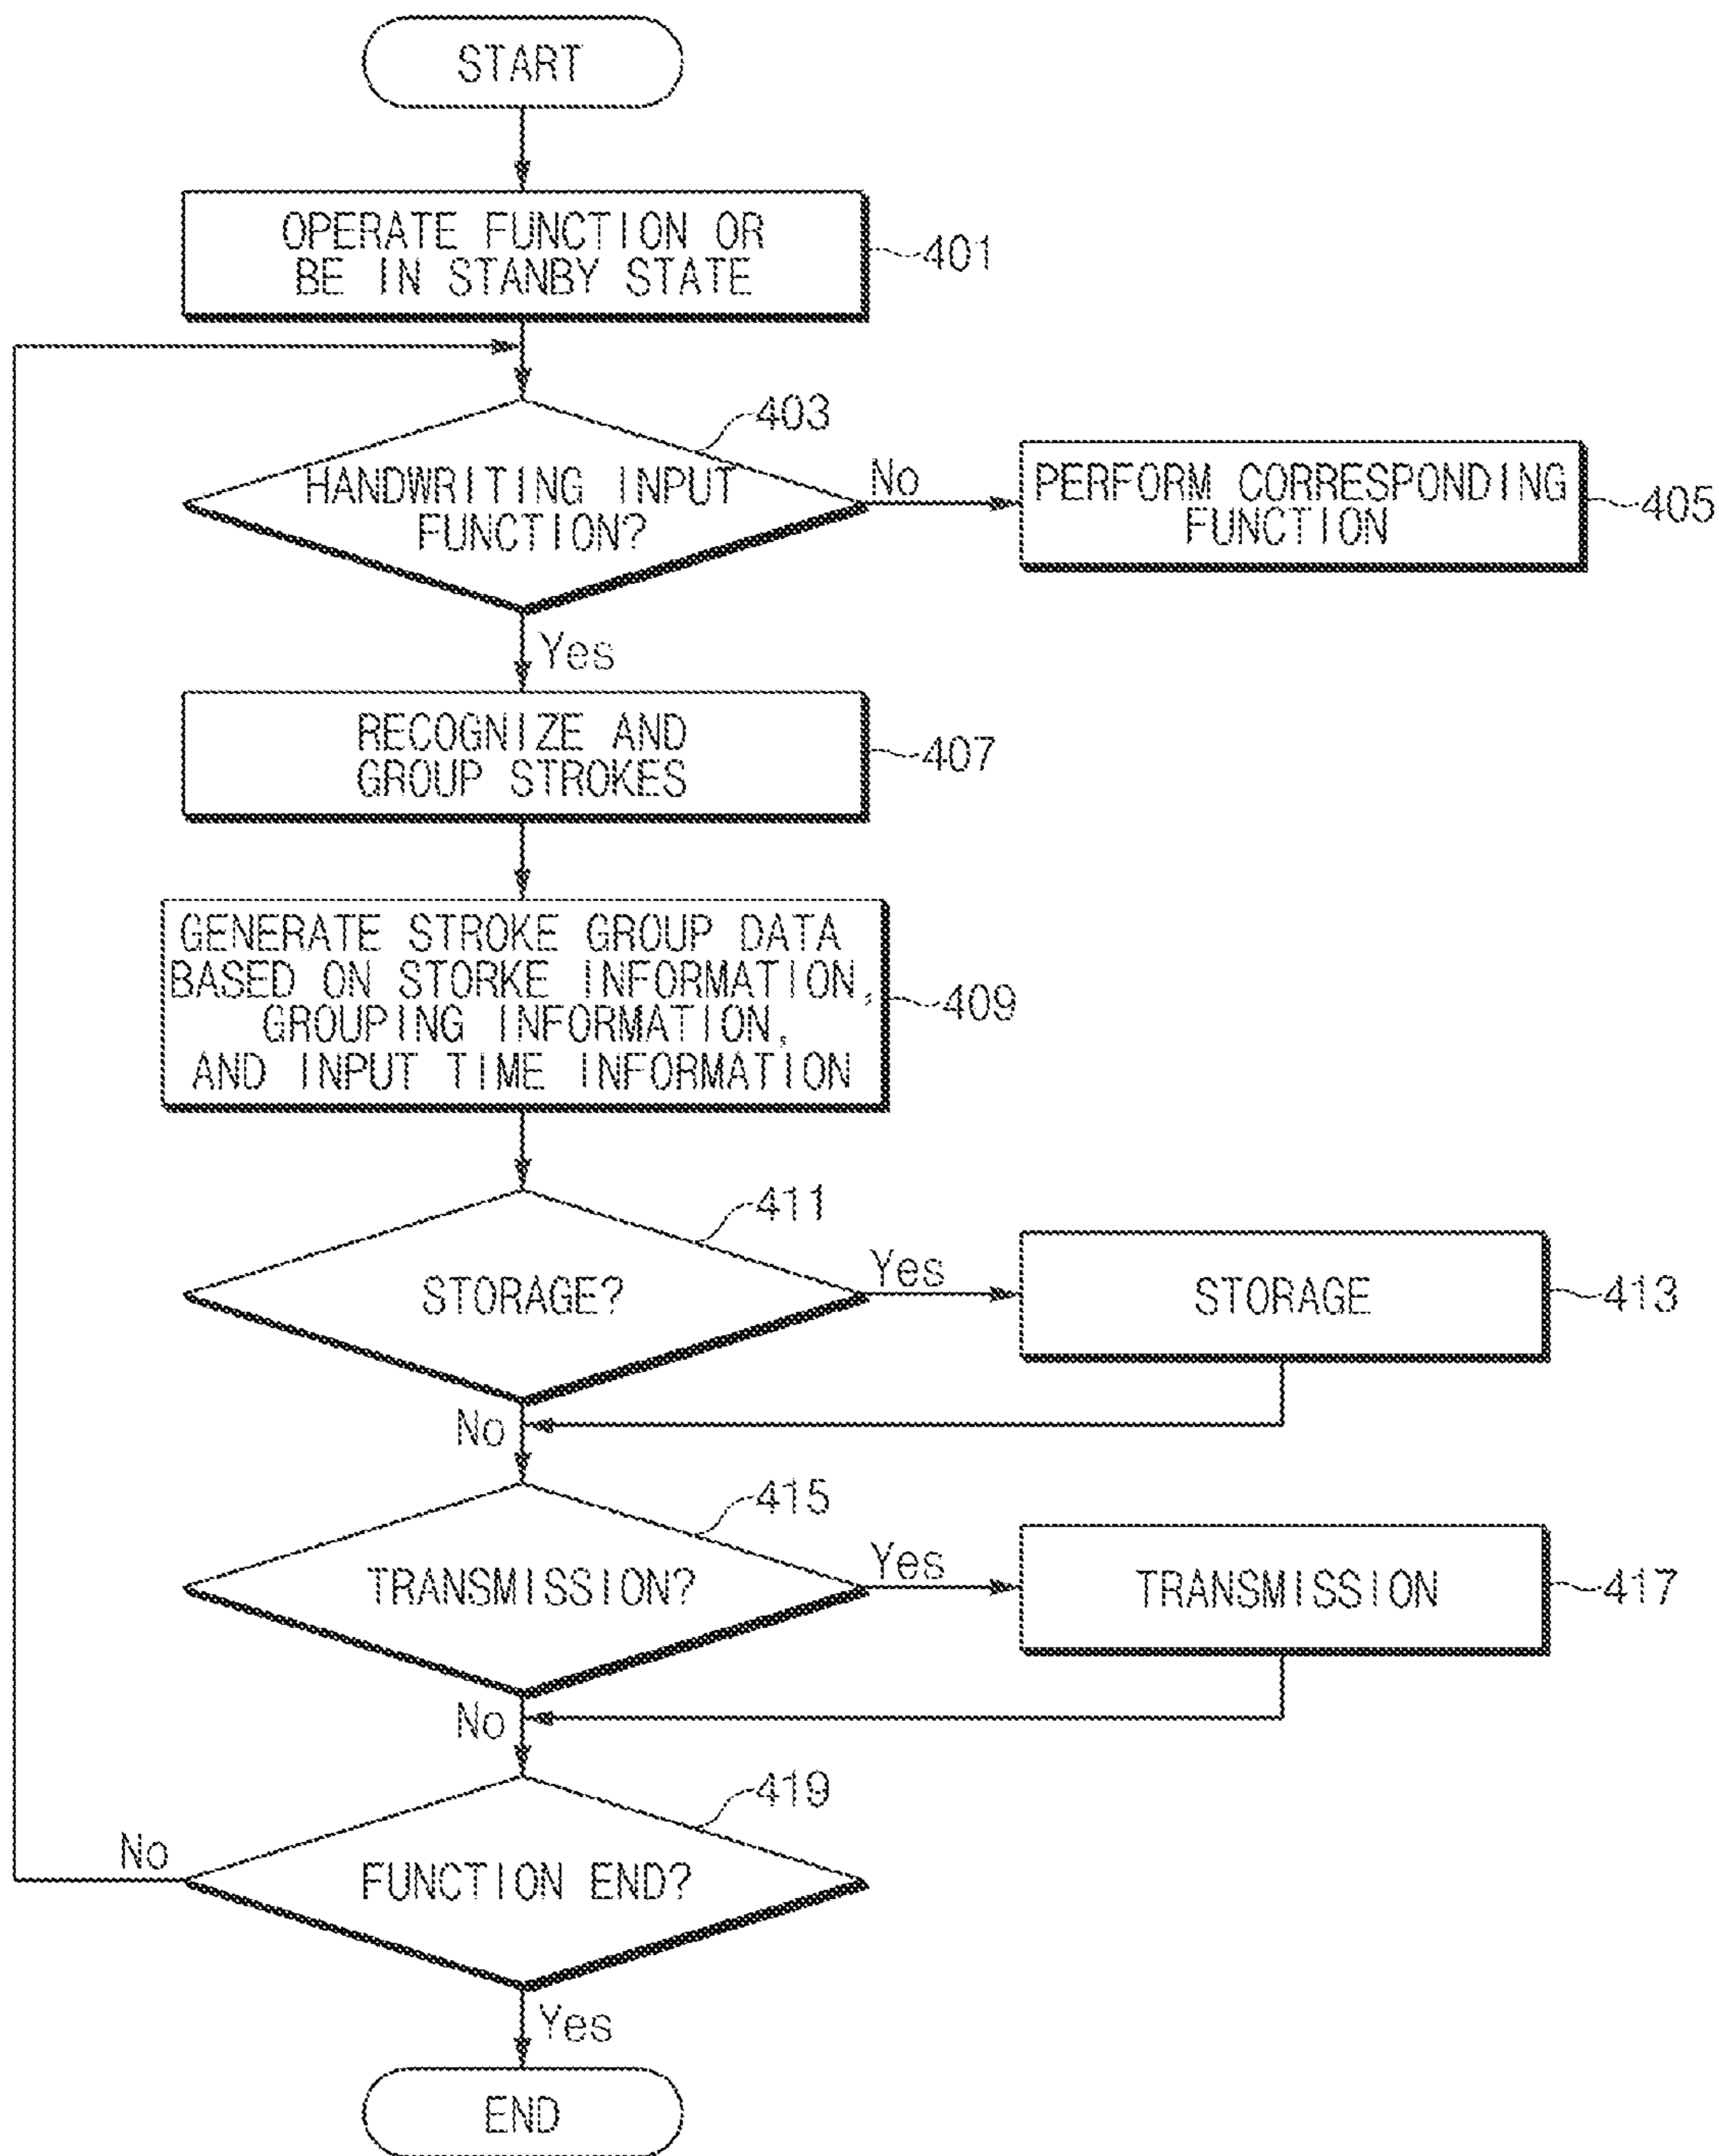 START
OPERATE FUNCTION OR
BE IN STANBY STATE
401
403
HANDWRITING INPUT
FUNCTION?
No
PERFORM CORRESPONDING
FUNCTION
405
Yes
RECOGNIZE AND
GROUP STROKES
407
GENERATE STROKE GROUP DATA
BASED ON STORKE INFORMATION,
GROUPING INFORMATION,
AND INPUT TIME INFORMATION
409
411
STORAGE?
Yes
STORAGE
413
No
415
TRANSMISSION?
Yes
TRANSMISSION
417
No
419
FUNCTION END?
No
Yes
END